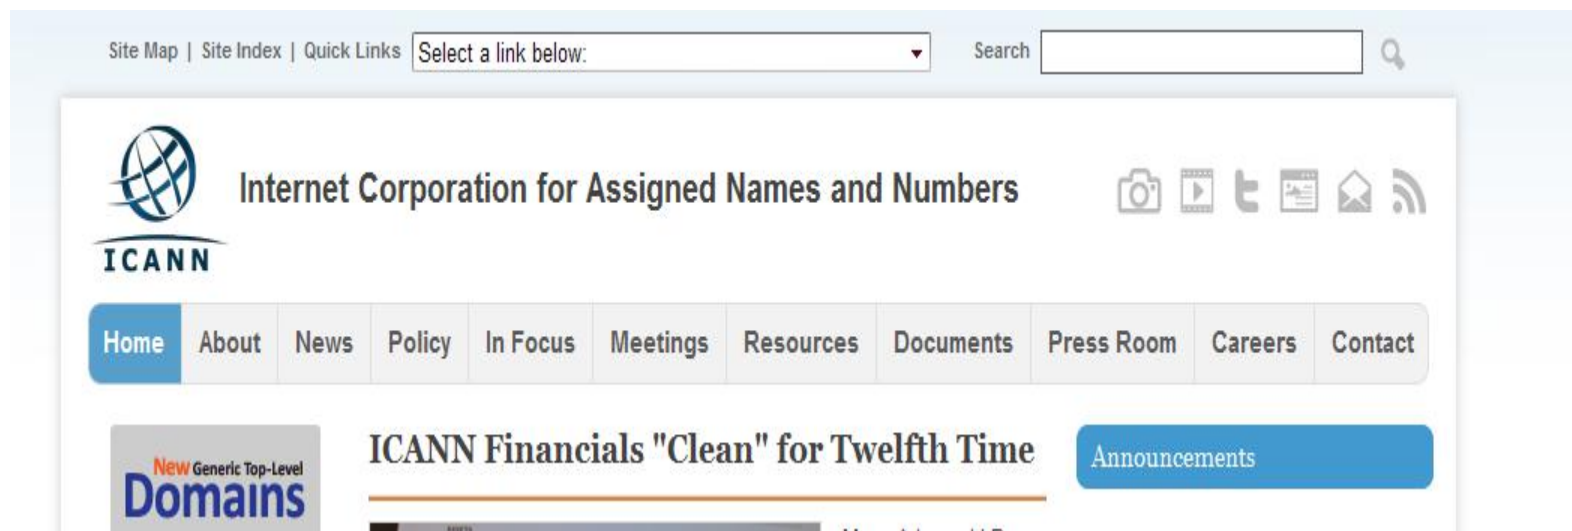 Site Map | Site Index | Quick Links Select a link below: Search
Internet Corporation for Assigned Names and Numbers
ICANN
Home About News Policy In Focus Meetings Resources Documents Press Room Careers Contact
New Generic Top-Level
Domains
ICANN Financials "Clean" for Twelfth Time
Announcements